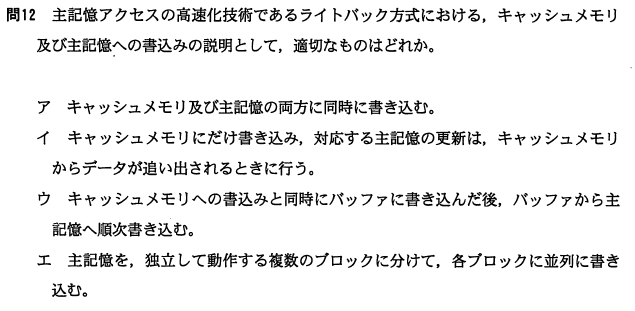 問12 主記憶アクセスの高速化技術であるライトバック方式における，キャッシュメモリ
及び主記憶への書込みの説明として，適切なものはどれか。
ア キャッシュメモリ及び主記憶の両方に同時に書き込む。
イ キャッシュメモリにだけ書き込み，対応する主記憶の更新は，キャッシュメモリ
からデータが追い出されるときに行う。
ウ キャッシュメモリへの書込みと同時にバッファに書き込んだ後，バッファから主
記憶へ順次書き込む。
エ 主記憶を，独立して動作する複数のブロックに分けて，各ブロックに並列に書き
込む。